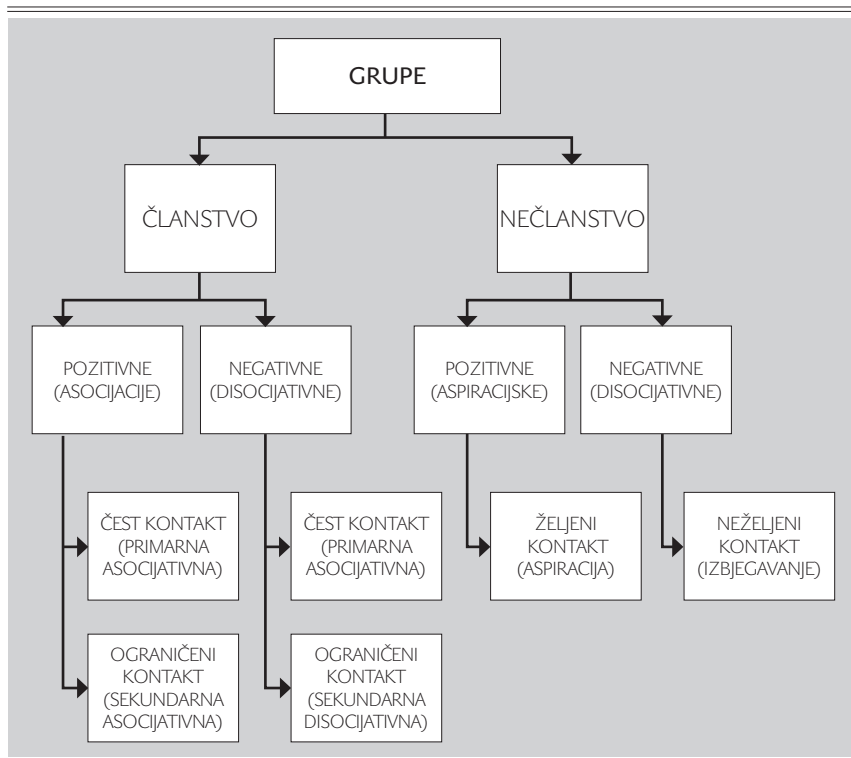 GRUPE
ČLANSTVO
NEČLANSTVO
POZITIVNE
(ASOCIJACIJE)
NEGATIVNE
(DISOCIJATIVNE)
POZITIVNE
(ASPIRACIJSKE)
NEGATIVNE
(DISOCIJATIVNE)
ČEST KONTAKT
(PRIMARNA
ASOCIJATIVNA)
ČEST KONTAKT
(PRIMARNA
ASOCIJATIVNA)
ŽELJENI
KONTAKT
(ASPIRACIJA)
NEŽELJENI
KONTAKT
(IZBJEGAVANJE)
OGRANIČENI
KONTAKT
(SEKUNDARNA
ASOCIJATIVNA)
OGRANIČENI
KONTAKT
(SEKUNDARNA
DISOCIJATIVNA)